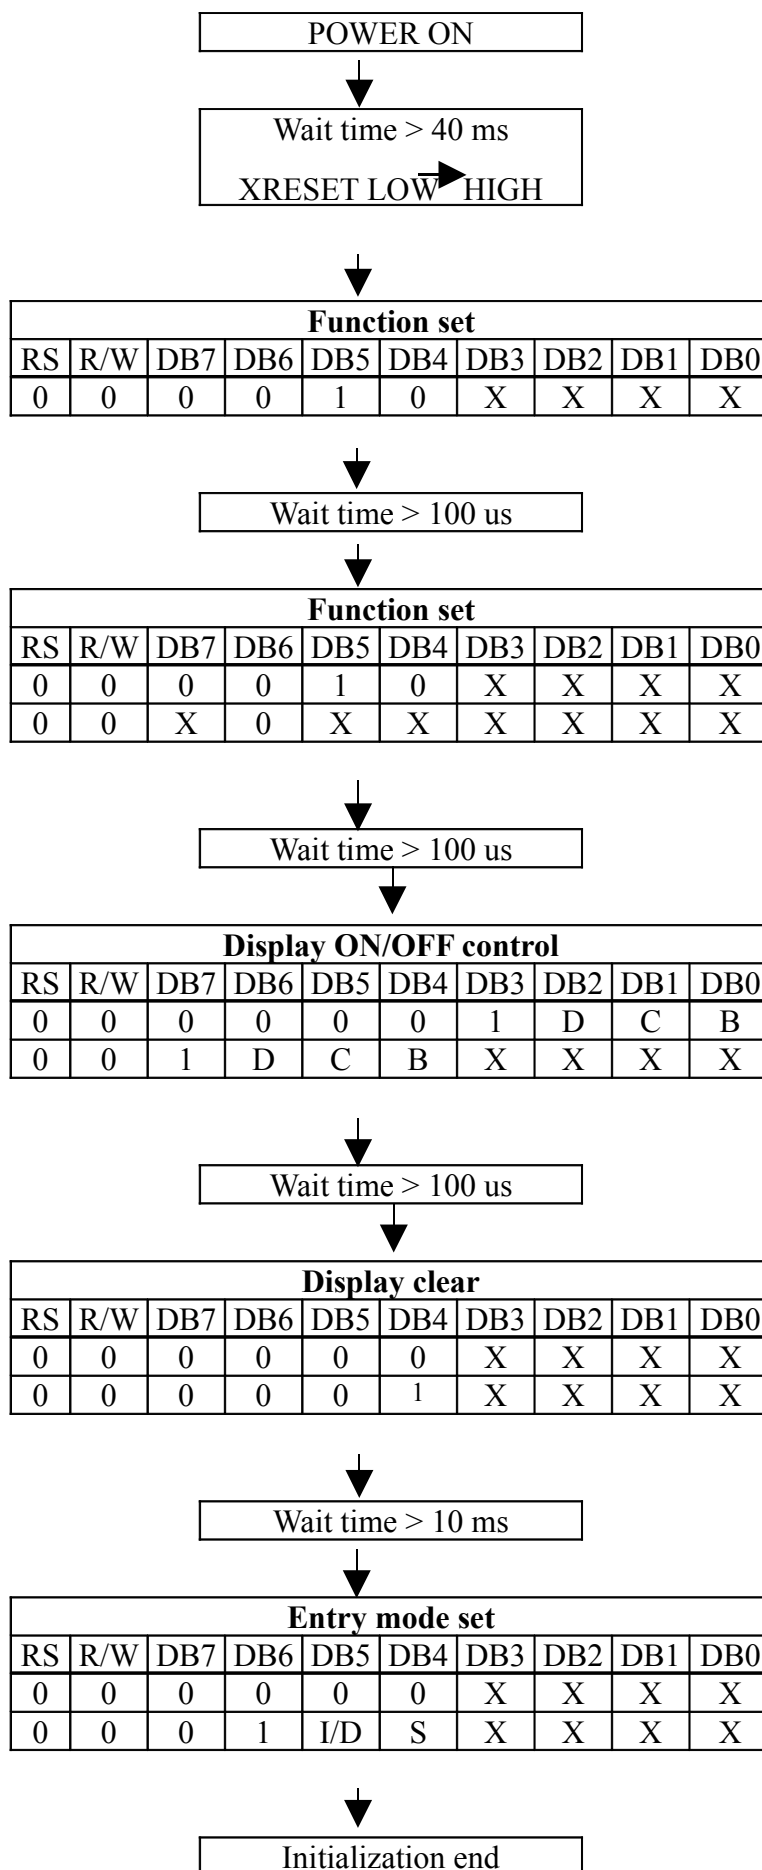 POWER ON
Wait time > 40 ms
XRESET LOW HIGH
Function set
RS R/W DB7 DB6 DB5 DB4 DB3 DB2 DB1 DB0
0 0 0 0 1 0 X X X X
Wait time > 100 us
Function set
RS R/W DB7 DB6 DB5 DB4 DB3 DB2 DB1 DB0
0 0 0 0 1 0 X X X X
0 0 X 0 X X X X X X
Wait time > 100 us
Display ON/OFF control
RS R/W DB7 DB6 DB5 DB4 DB3 DB2 DB1 DB0
0 0 0 0 0 0 1 D C B
0 0 1 D C B X X X X
Wait time > 100 us
Display clear
RS R/W DB7 DB6 DB5 DB4 DB3 DB2 DB1 DB0
0 0 0 0 0 0 X X X X
0 0 0 0 0 1 X X X X
Wait time > 10 ms
Entry mode set
RS R/W DB7 DB6 DB5 DB4 DB3 DB2 DB1 DB0
0 0 0 0 0 0 X X X X
0 0 0 1 I/D S X X X X
Initialization end